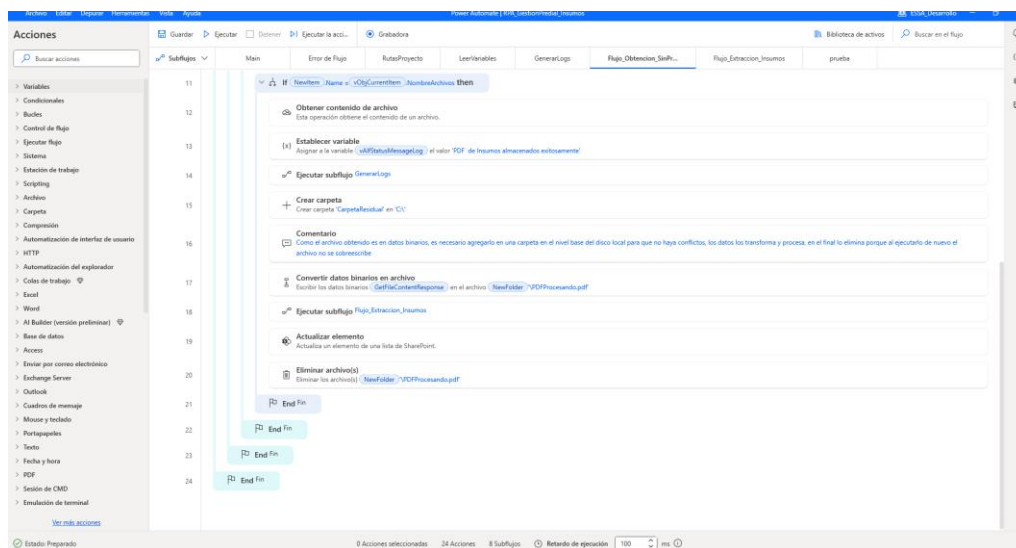 Archivo Editar Depurar Herramientas Vista Ayuda
Power Automate | RPA_GestionPredial_Insumos
ESSA_Desarrollo
Acciones
Guardar Ejecutar Detener Ejecutar la acci... Grabadora
Biblioteca de activos Buscar en el flujo
Buscar acciones
Subflujos Main Error de Flujo RutasProyecto LeerVariables GenerarLogs Flujo_Obtencion_SinPr... Flujo_Extraccion_Insumos prueba
Variables
Condicionales
Bucles
Control de flujo
Ejecutar flujo
Sistema
Estación de trabajo
Scripting
Archivo
Carpeta
Compresión
Automatización de interfaz de usuario
HTTP
Automatización del explorador
Colas de trabajo
Excel
Word
AI Builder (versión preliminar)
Base de datos
Access
Enviar por correo electrónico
Exchange Server
Outlook
Cuadros de mensaje
Mouse y teclado
Portapapeles
Texto
Fecha y hora
PDF
Sesión de CMD
Emulación de terminal
Ver más acciones
11 If NewItem .Name = vObjCurrentItem .NombreArchivos then
12 Obtener contenido de archivo
Esta operación obtiene el contenido de un archivo.
13 {x} Establecer variable
Asignar a la variable vAlfStatusMessageLog el valor 'PDF de Insumos almacenados exitosamente'
14 Ejecutar subflujo GenerarLogs
15 Crear carpeta
Crear carpeta 'CarpetaResidual' en 'C:\'
16 Comentario
Como el archivo obtenido es en datos binarios, es necesario agregarlo en una carpeta en el nivel base del disco local para que no haya conflictos, los datos los transforma y procesa, en el final lo elimina porque al ejecutarlo de nuevo el
archivo no se sobreescribe
17 Convertir datos binarios en archivo
Escribir los datos binarios GetFileContentResponse en el archivo NewFolder '\PDFProcesando.pdf'
18 Ejecutar subflujo Flujo_Extraccion_Insumos
19 Actualizar elemento
Actualiza un elemento de una lista de SharePoint.
20 Eliminar archivo(s)
Eliminar los archivo(s) NewFolder '\PDFProcesando.pdf'
21 End Fin
22 End Fin
23 End Fin
24 End Fin
Estado: Preparado
0 Acciones seleccionadas 24 Acciones 8 Subflujos Retardo de ejecución 100 ms